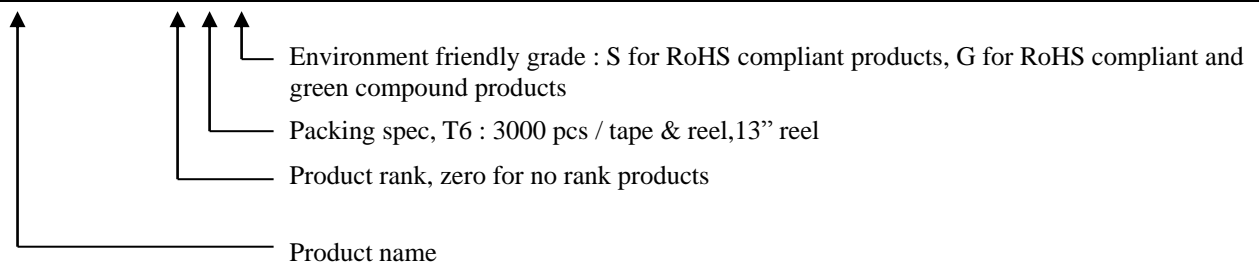 Environment friendly grade : S for RoHS compliant products, G for RoHS compliant and
green compound products
Packing spec, T6 : 3000 pcs / tape & reel,13” reel
Product rank, zero for no rank products
Product name